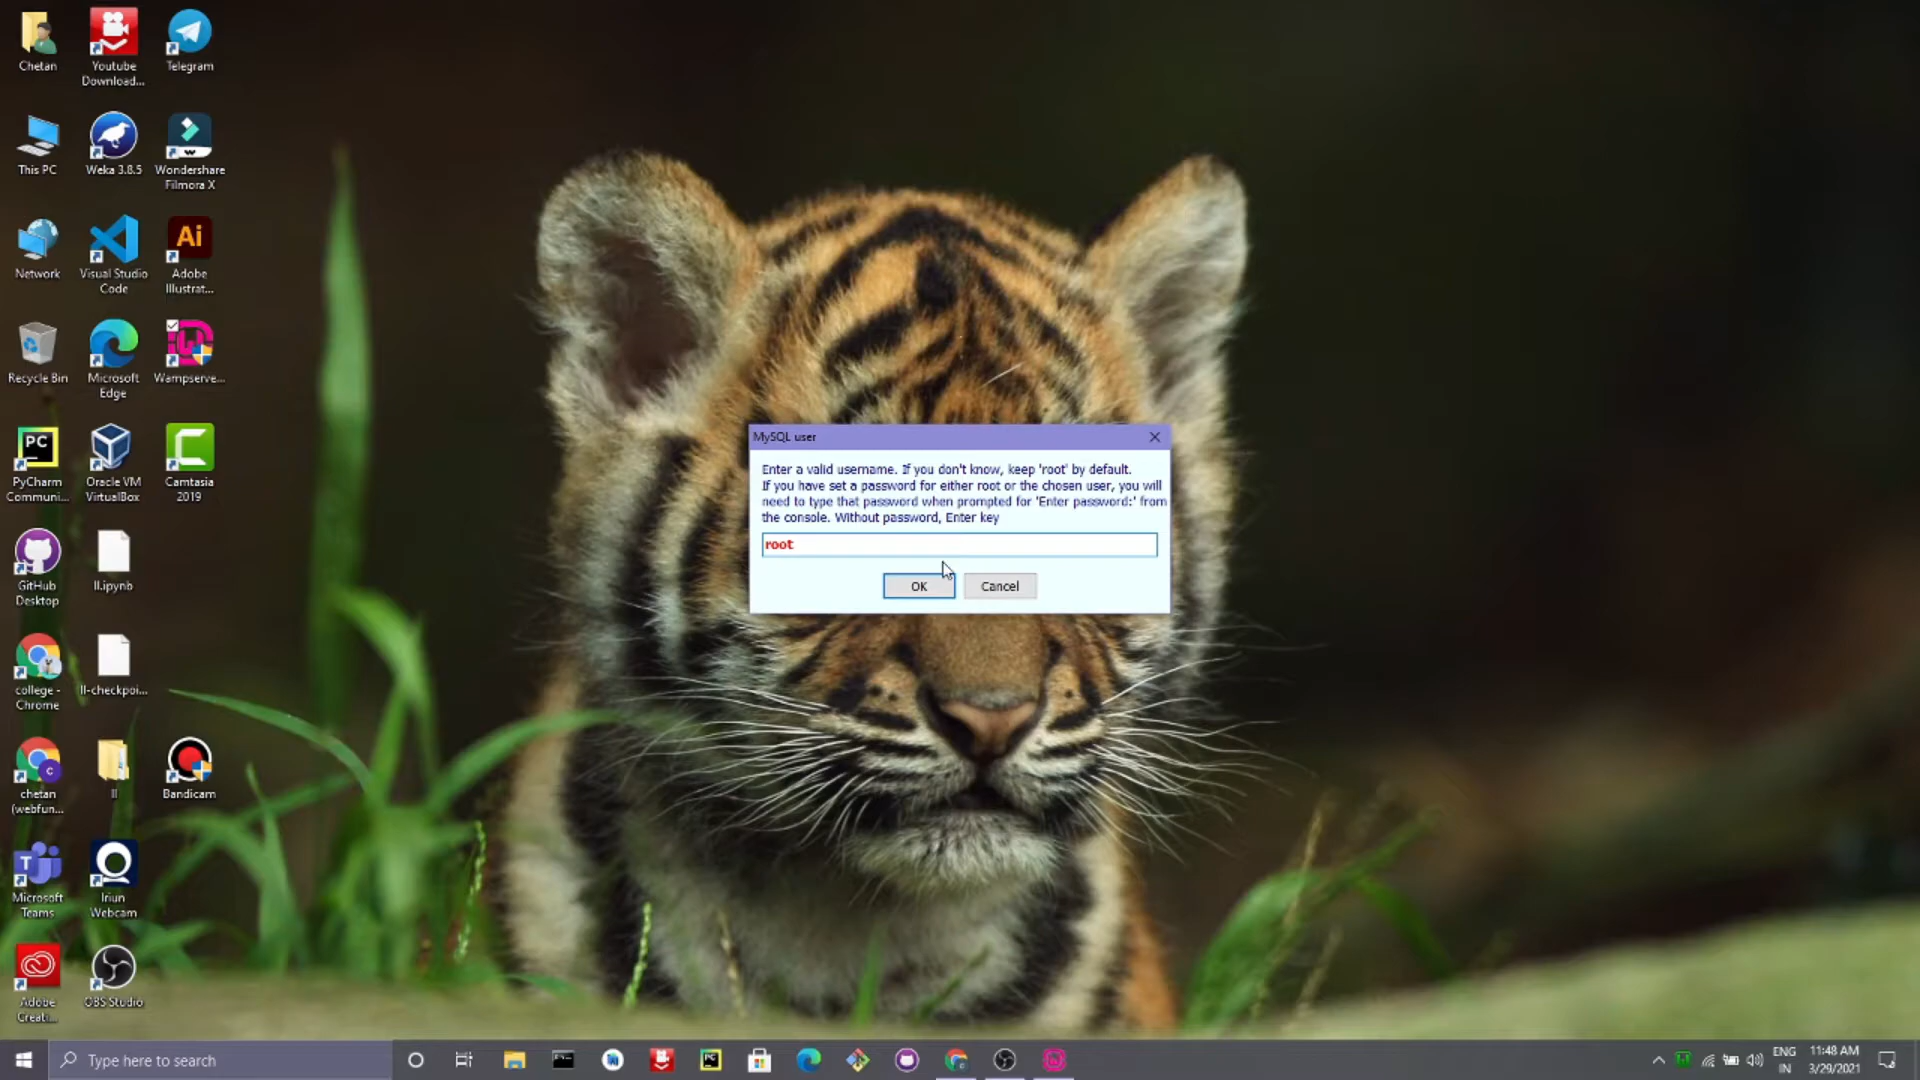 Chetan
Youtube
Download...
Telegram
This PC
Weka 3.8.5
Wondershare
Filmora X
Network
Visual Studio
Code
Ai
Adobe
Illustrat...
Recycle Bin
Microsoft
Edge
Wampserve...
PC
PyCharm
Communi...
Oracle VM
VirtualBox
Camtasia
2019
GitHub
Desktop
ll.ipynb
college -
Chrome
ll-checkpoi...
chetan
(webfun...
ll
Bandicam
Microsoft
Teams
Iriun
Webcam
Adobe
Creati...
OBS Studio
MySQL user
Enter a valid username. If you don't know, keep 'root' by default.
If you have set a password for either root or the chosen user, you will
need to type that password when prompted for 'Enter password:' from
the console. Without password, Enter key
root
OK
Cancel
Type here to search
ENG
IN
11:48 AM
3/29/2021